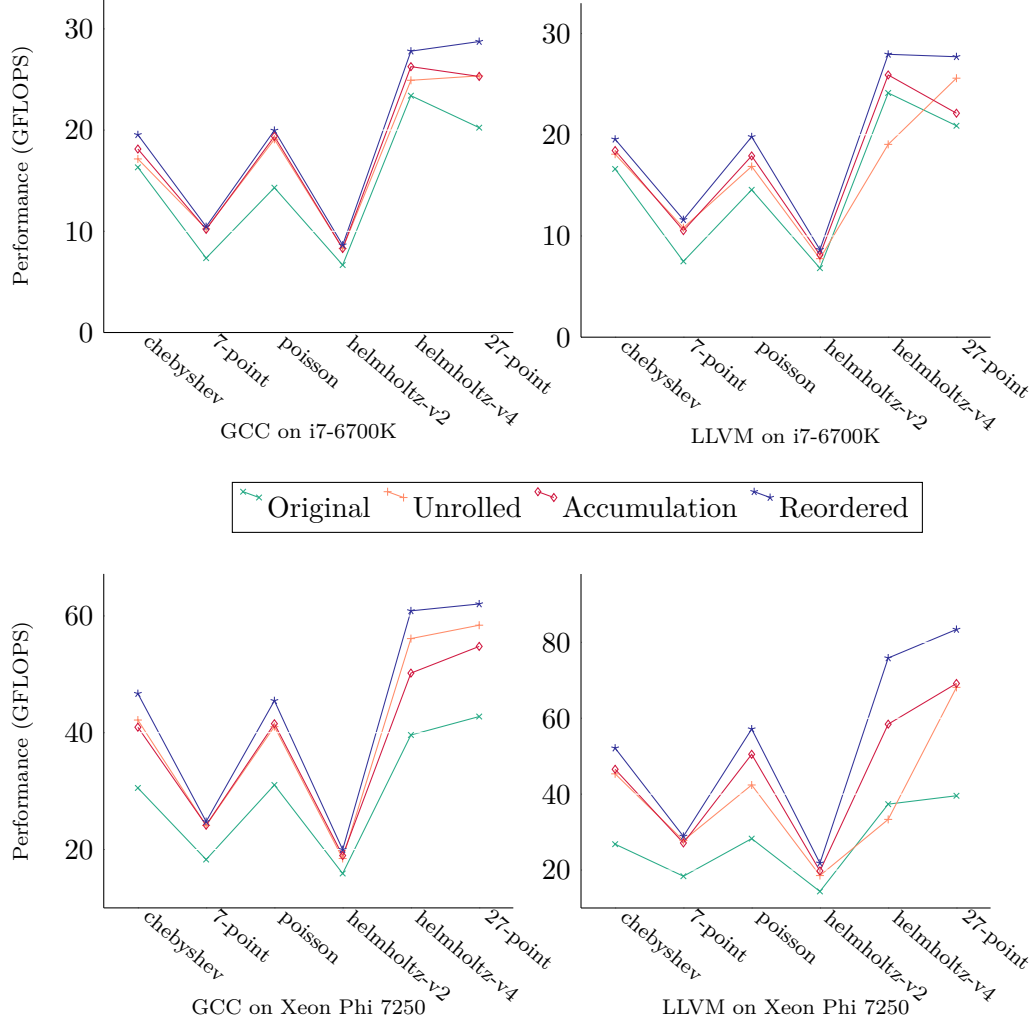 Performance (GFLOPS)
30
20
10
0
chebyshev
7-point
poisson
helmholtz-v2
helmholtz-v4
27-point
GCC on i7-6700K
30
20
10
0
chebyshev
7-point
poisson
helmholtz-v2
helmholtz-v4
27-point
LLVM on i7-6700K
Original Unrolled Accumulation Reordered
Performance (GFLOPS)
60
40
20
chebyshev
7-point
poisson
helmholtz-v2
helmholtz-v4
27-point
GCC on Xeon Phi 7250
80
60
40
20
chebyshev
7-point
poisson
helmholtz-v2
helmholtz-v4
27-point
LLVM on Xeon Phi 7250